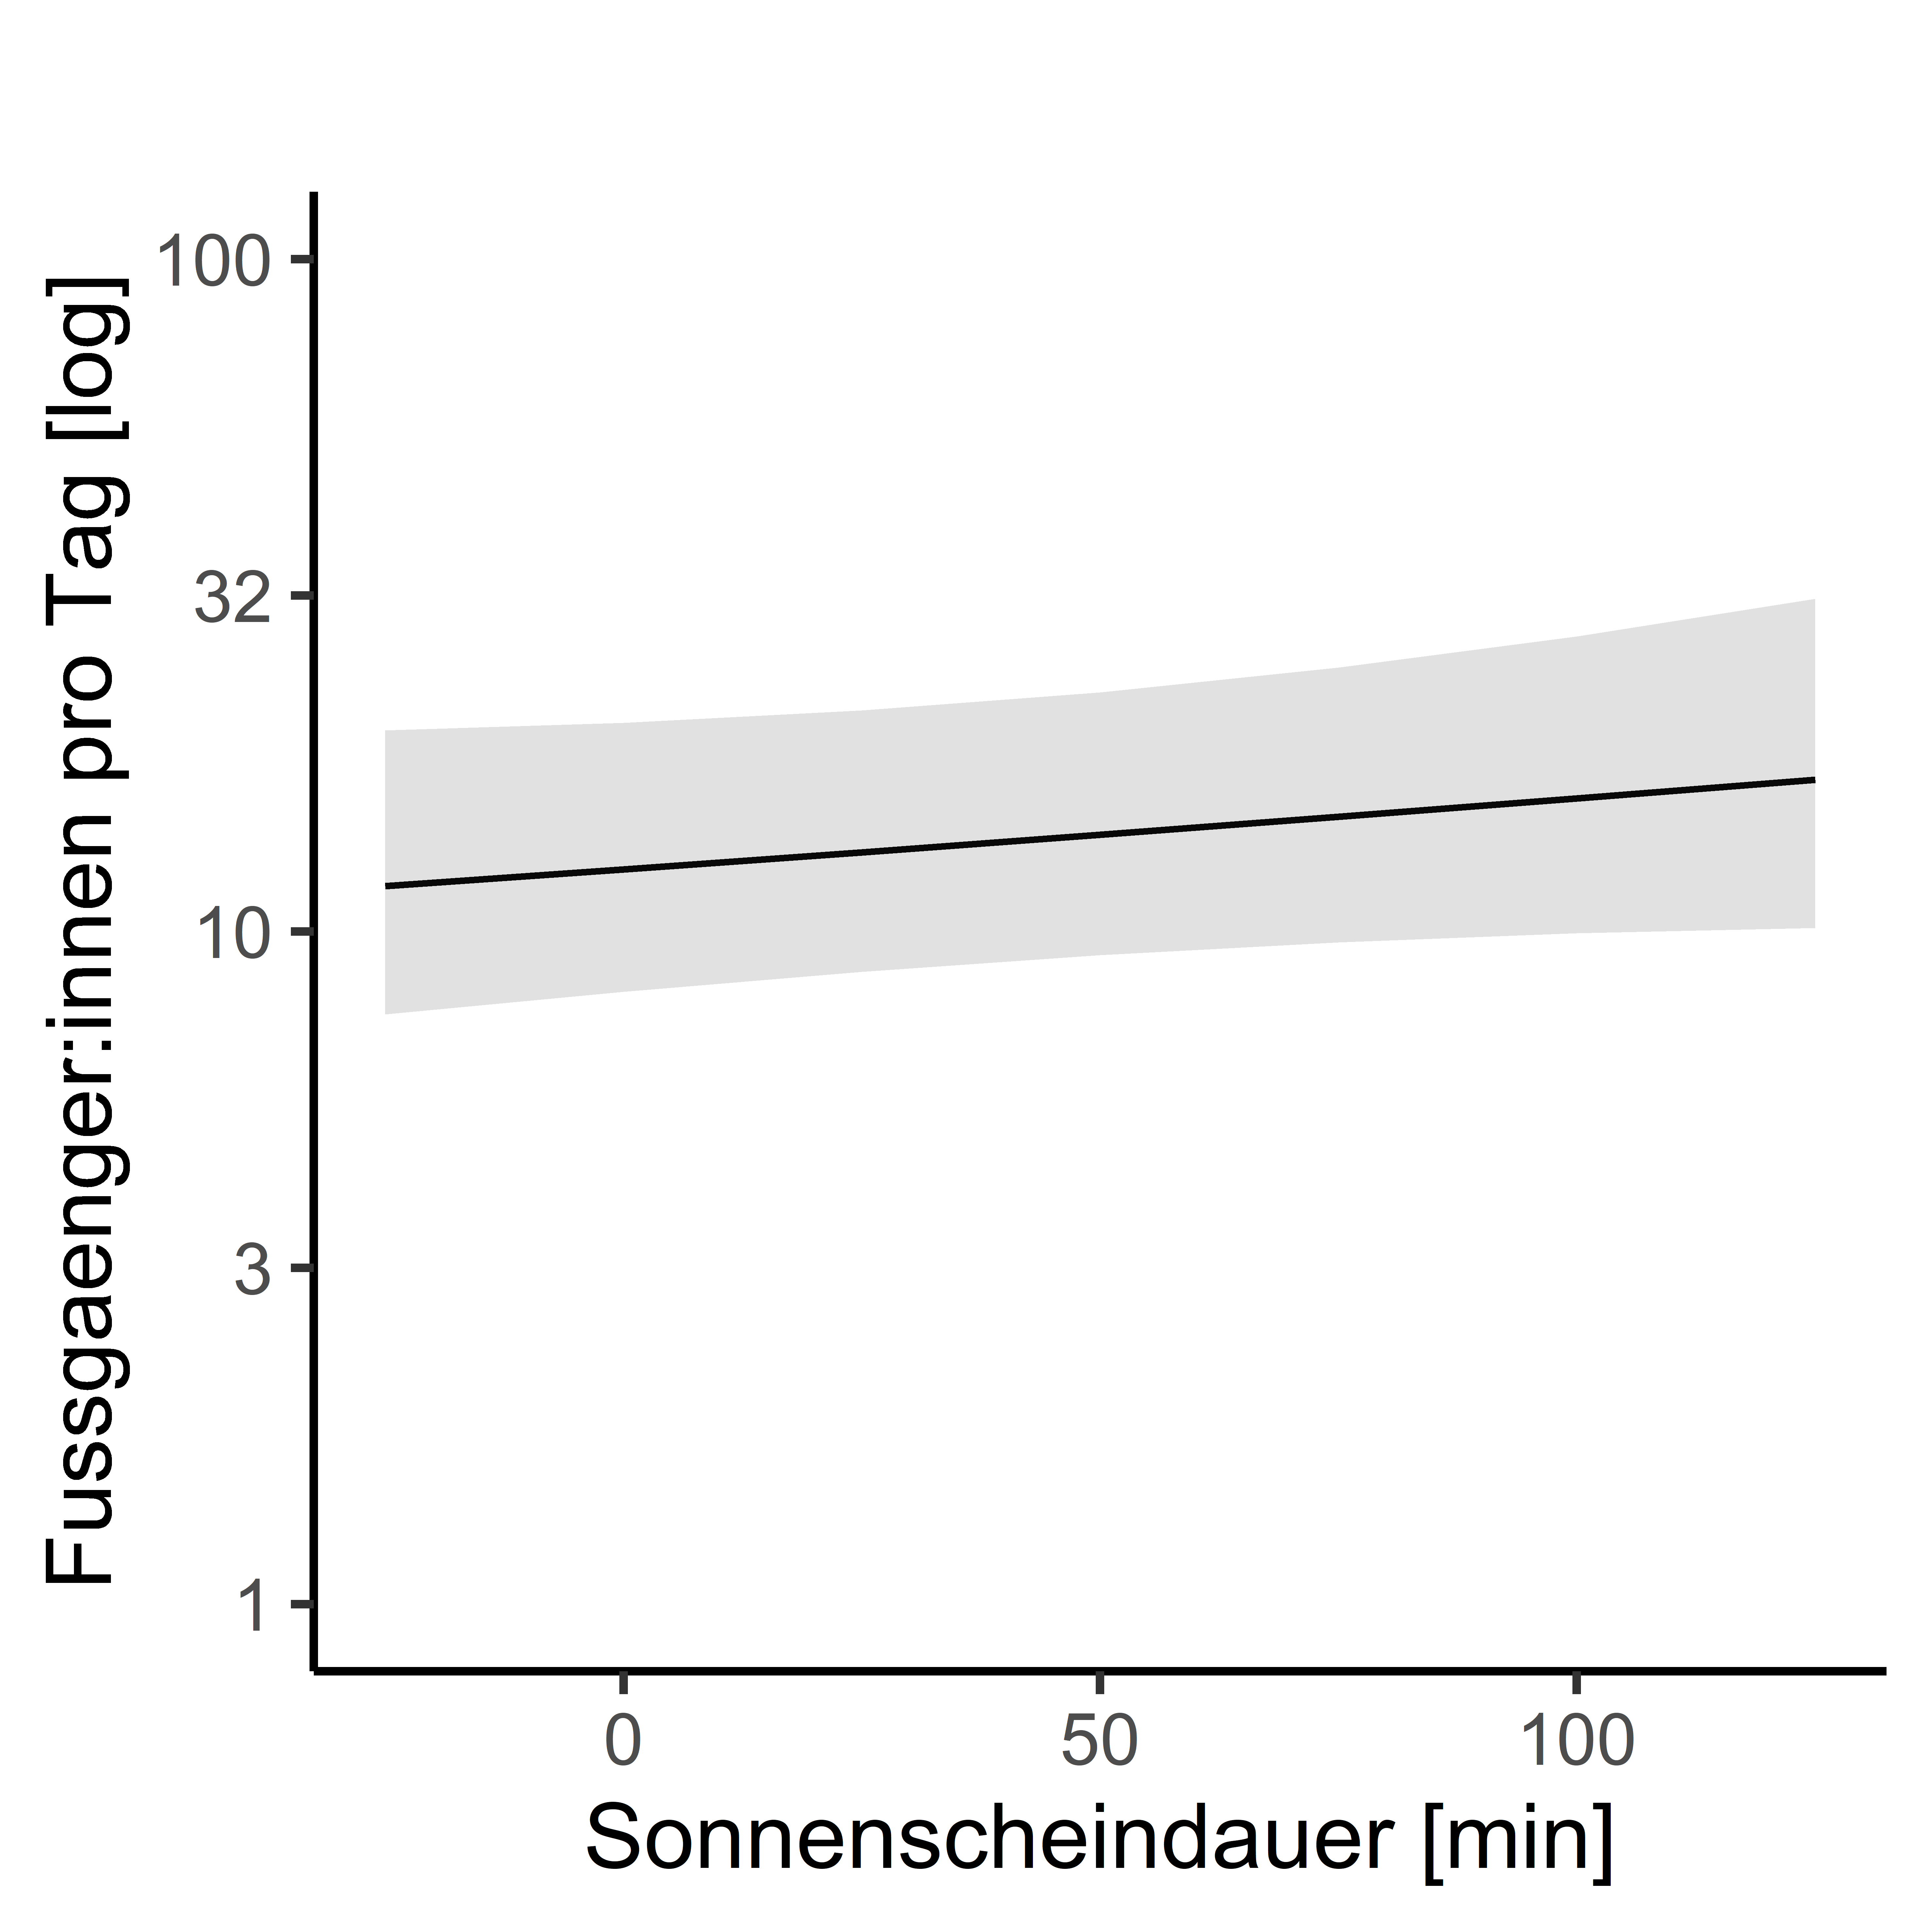 Fussgaenger:innen pro Tag [log]
100
32
10
3
1
0 50 100
Sonnenscheindauer [min]